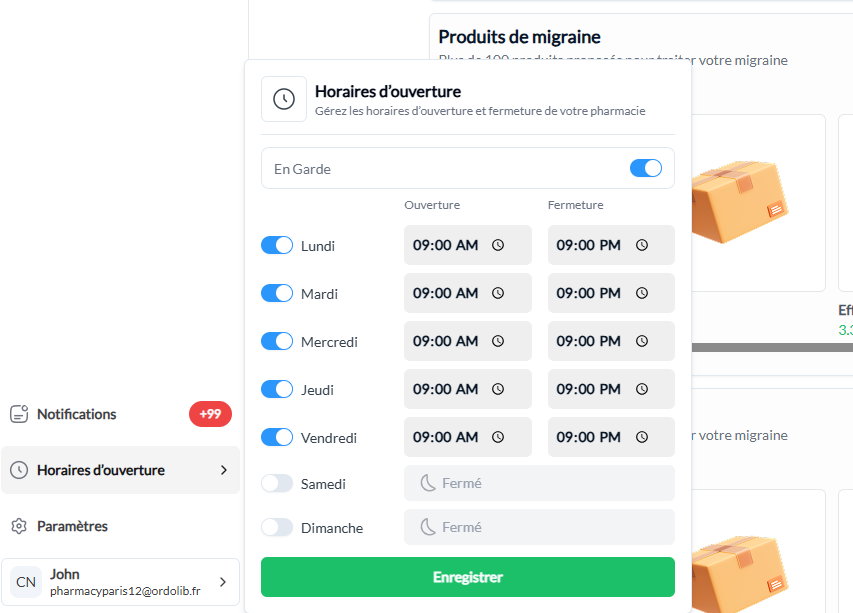 Produits de migraine
Plus de 100 produits proposés pour traiter votre migraine
Horaires d’ouverture
Gérez les horaires d’ouverture et fermeture de votre pharmacie
En Garde
Ouverture Fermeture
Lundi 09:00 AM 09:00 PM
Mardi 09:00 AM 09:00 PM
Mercredi 09:00 AM 09:00 PM
Jeudi 09:00 AM 09:00 PM
Vendredi 09:00 AM 09:00 PM
Samedi Fermé
Dimanche Fermé
Enregistrer
Notifications +99
Horaires d’ouverture
Paramètres
CN John
pharmacyparis12@ordolib.fr
Eff
3.3
r votre migraine